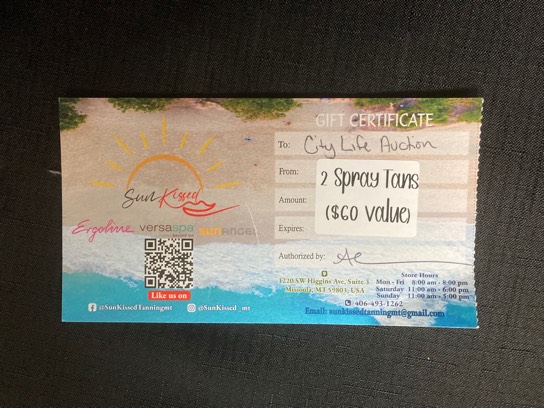 GIFT CERTIFICATE
To: City Life Auction
From:
2 Spray Tans
Amount:
($60 value)
Expires:
Authorized by:
Sun Kissed
Ergoline versaspa SUNANGEL
Like us on
@SunKissedTanningmt @SunKissed_mt
1220 SW Higgins Ave, Suite 3
Missoula, MT 59803, USA
Store Hours
Mon - Fri 8:00 am - 8:00 pm
Saturday 11:00 am - 6:00 pm
Sunday 11:00 am - 5:00 pm
406-493-1262
Email: sunkissedtanningmt@gmail.com